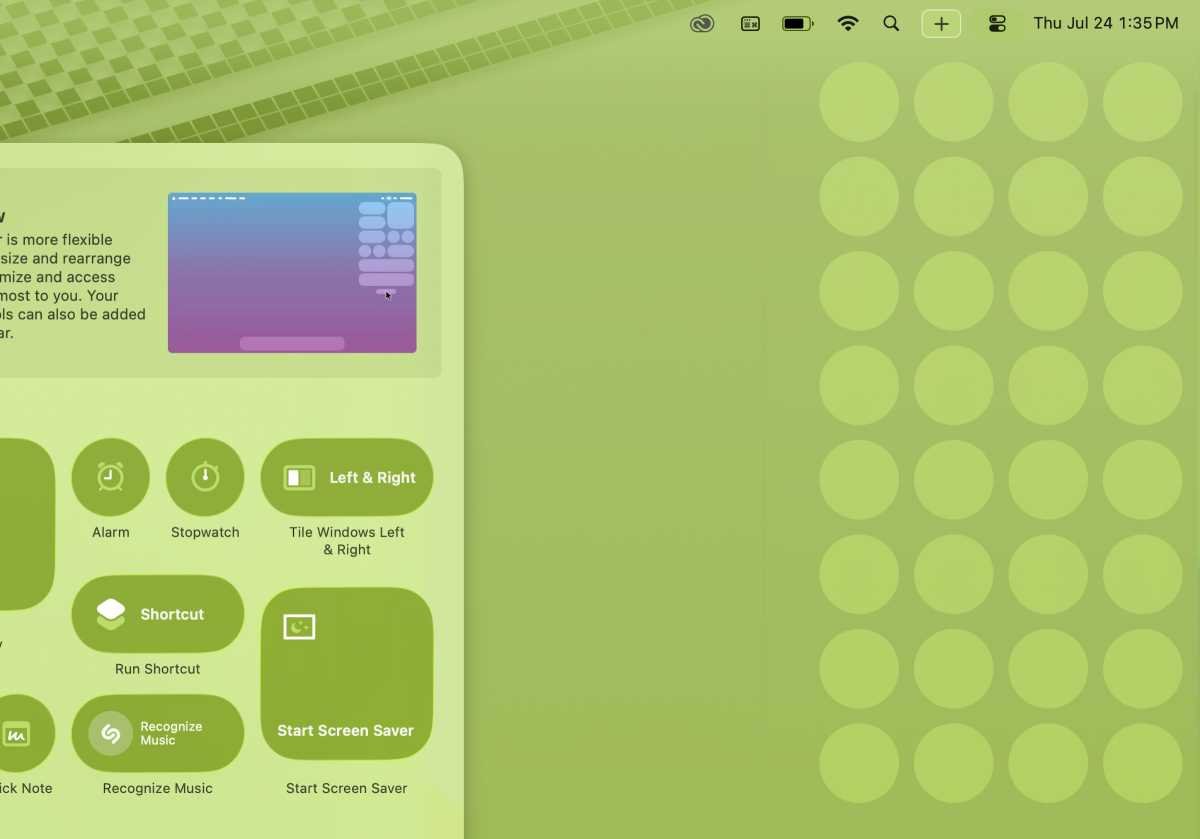 Thu Jul 24 1:35 PM
r is more flexible
size and rearrange
mize and access
most to you. Your
ols can also be added
ar.
Left & Right
Alarm
Stopwatch
Tile Windows Left
& Right
Shortcut
Run Shortcut
Recognize
Music
Start Screen Saver
ick Note
Recognize Music
Start Screen Saver